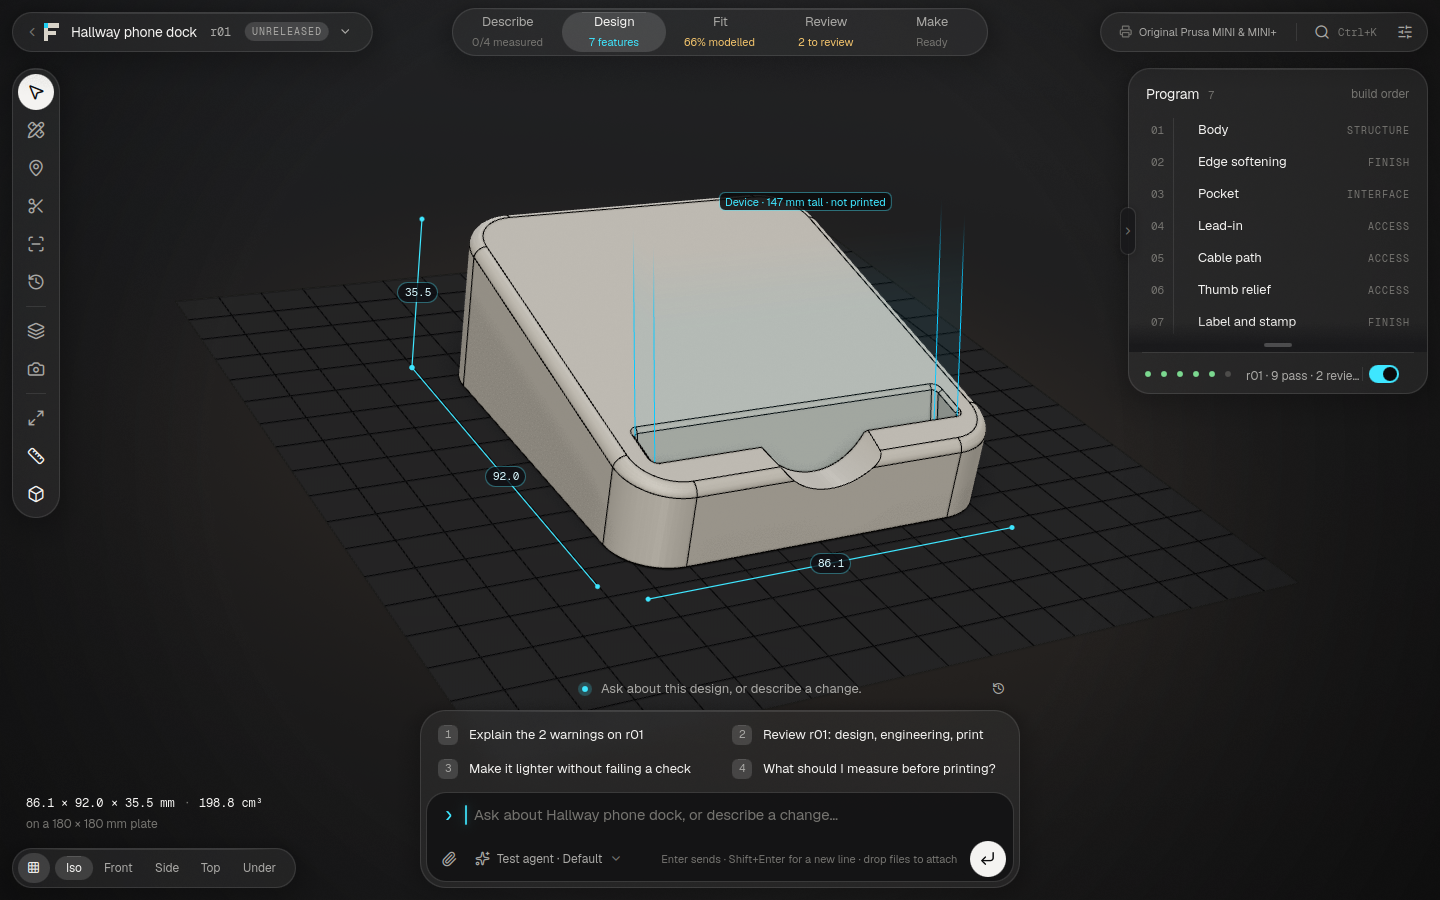 Hallway phone dock r01 UNRELEASED
Describe
0/4 measured
Design
7 features
Fit
66% modelled
Review
2 to review
Make
Ready
Original Prusa MINI & MINI+
Ctrl+K
Program 7
build order
01 Body STRUCTURE
02 Edge softening FINISH
03 Pocket INTERFACE
04 Lead-in ACCESS
05 Cable path ACCESS
06 Thumb relief ACCESS
07 Label and stamp FINISH
r01 · 9 pass · 2 revie...
Device · 147 mm tall · not printed
35.5
92.0
86.1
Ask about this design, or describe a change.
1 Explain the 2 warnings on r01
2 Review r01: design, engineering, print
3 Make it lighter without failing a check
4 What should I measure before printing?
Ask about Hallway phone dock, or describe a change...
Test agent · Default
Enter sends · Shift+Enter for a new line · drop files to attach
86.1 × 92.0 × 35.5 mm · 198.8 cm³
on a 180 × 180 mm plate
Iso Front Side Top Under